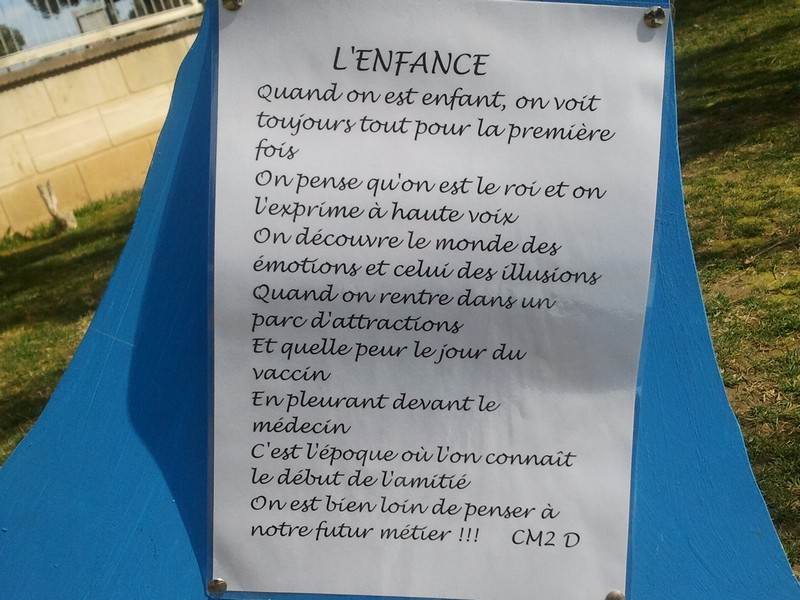 L'ENFANCE
Quand on est enfant, on voit
toujours tout pour la première
fois
On pense qu'on est le roi et on
l'exprime à haute voix
On découvre le monde des
émotions et celui des illusions
Quand on rentre dans un
parc d'attractions
Et quelle peur le jour du
vaccin
En pleurant devant le
médecin
C'est l'époque où l'on connaît
le début de l'amitié
On est bien loin de penser à
notre futur métier !!! CM2 D